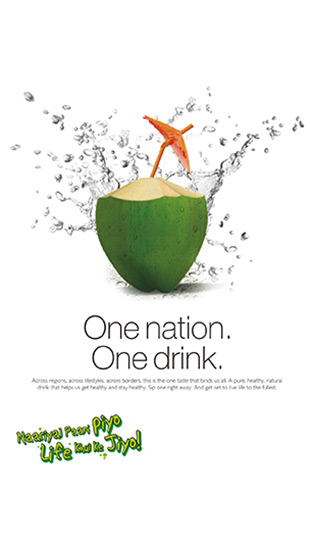 One nation.
One drink.
Across regions, across lifestyles, across borders, this is the one taste that binds us all. A pure, healthy, natural
drink that helps us get healthy and stay healthy. Sip one right away. And get set to live life to the fullest.
Naariyal Paani Piyo
Life Khul Ke Jiyo!